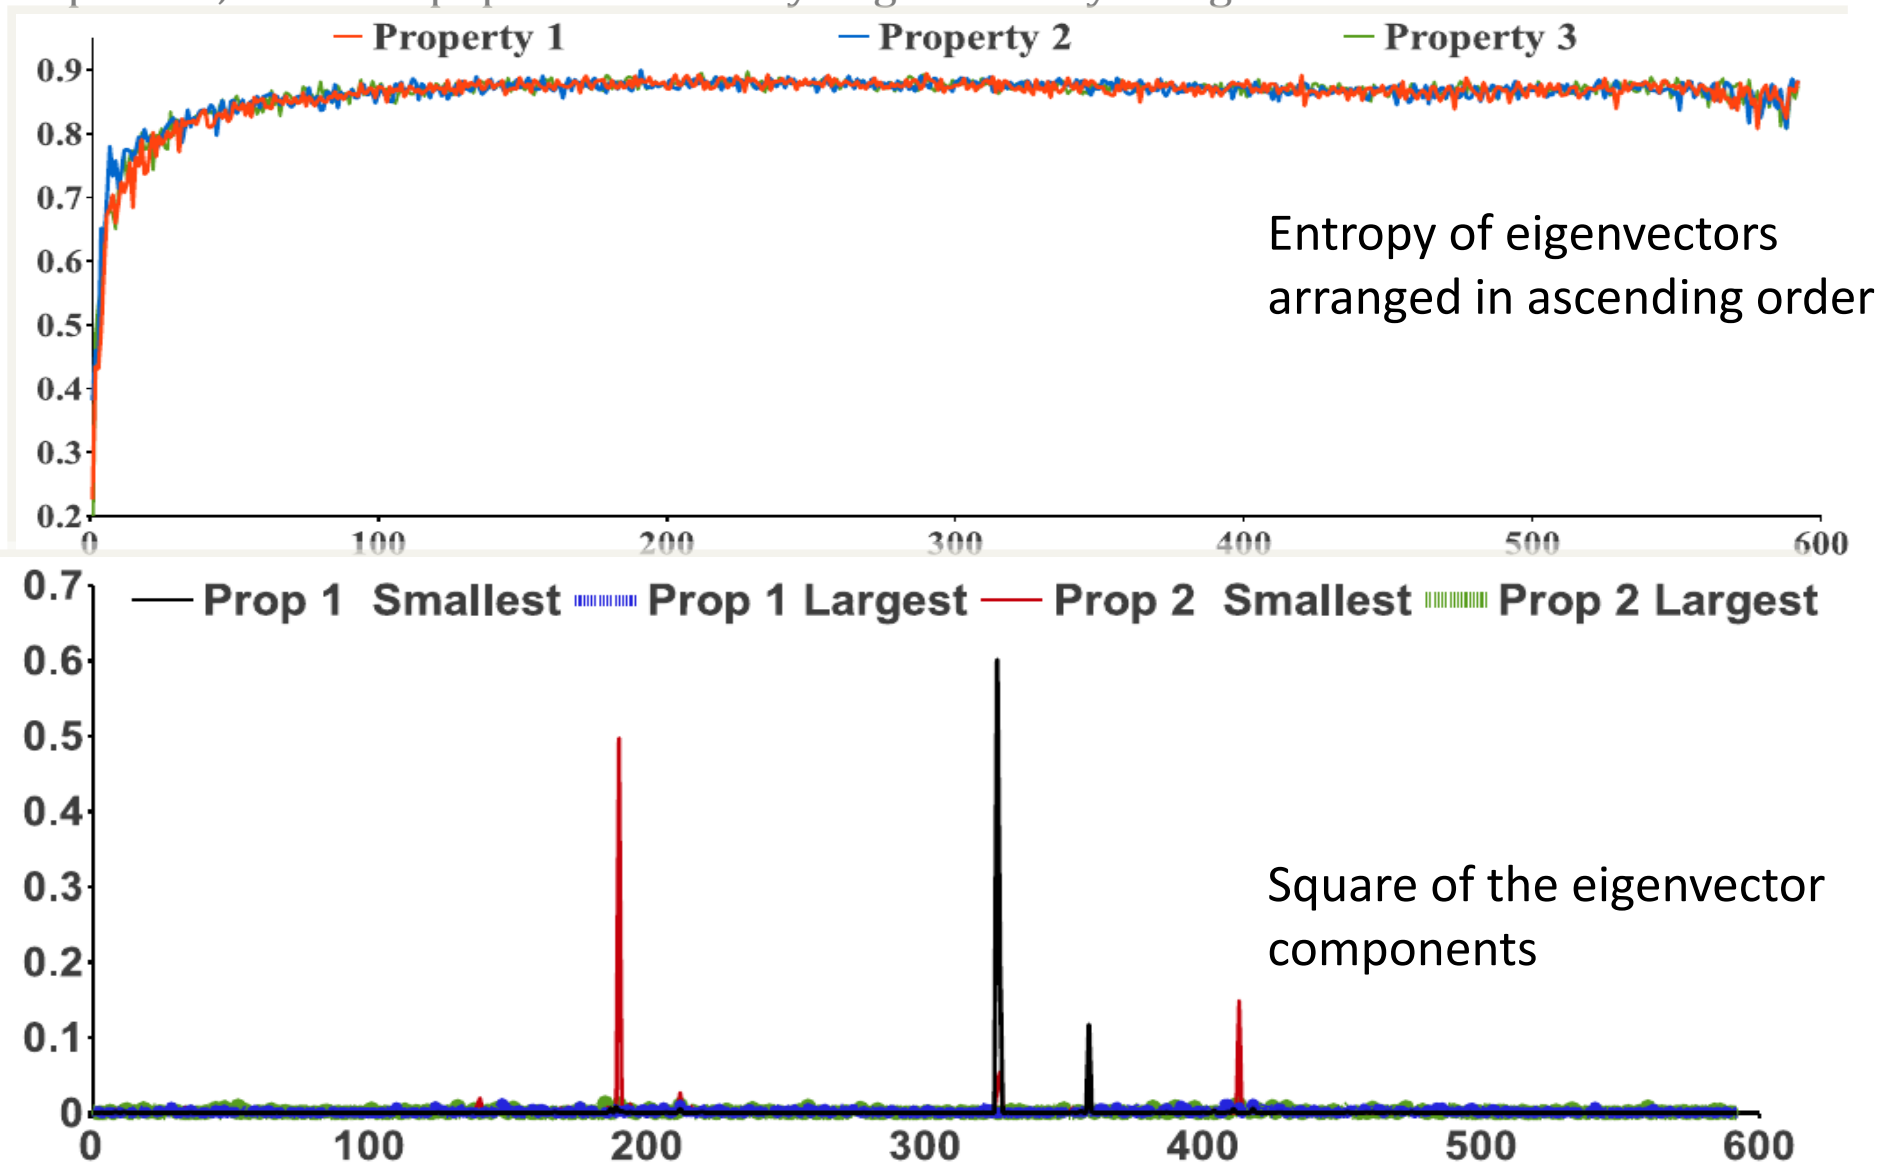 Property 1 Property 2 Property 3
0.9
0.8
0.7
0.6
0.5
0.4
0.3
0.2
Entropy of eigenvectors
arranged in ascending order
0 100 200 300 400 500 600
0.7
Prop 1 Smallest Prop 1 Largest Prop 2 Smallest Prop 2 Largest
0.6
0.5
0.4
0.3
0.2
0.1
0
Square of the eigenvector
components
0 100 200 300 400 500 600